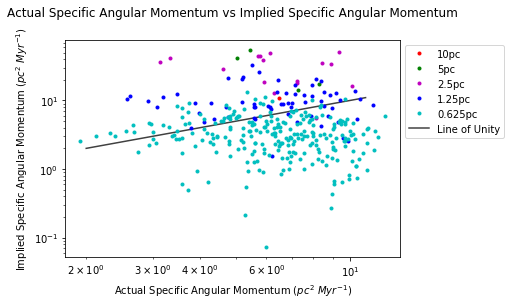 Actual Specific Angular Momentum vs Implied Specific Angular Momentum
Implied Specific Angular Momentum (pc² Myr⁻¹)
10¹
10⁰
10⁻¹
2 × 10⁰ 3 × 10⁰ 4 × 10⁰ 6 × 10⁰ 10¹
Actual Specific Angular Momentum (pc² Myr⁻¹)
10pc
5pc
2.5pc
1.25pc
0.625pc
Line of Unity